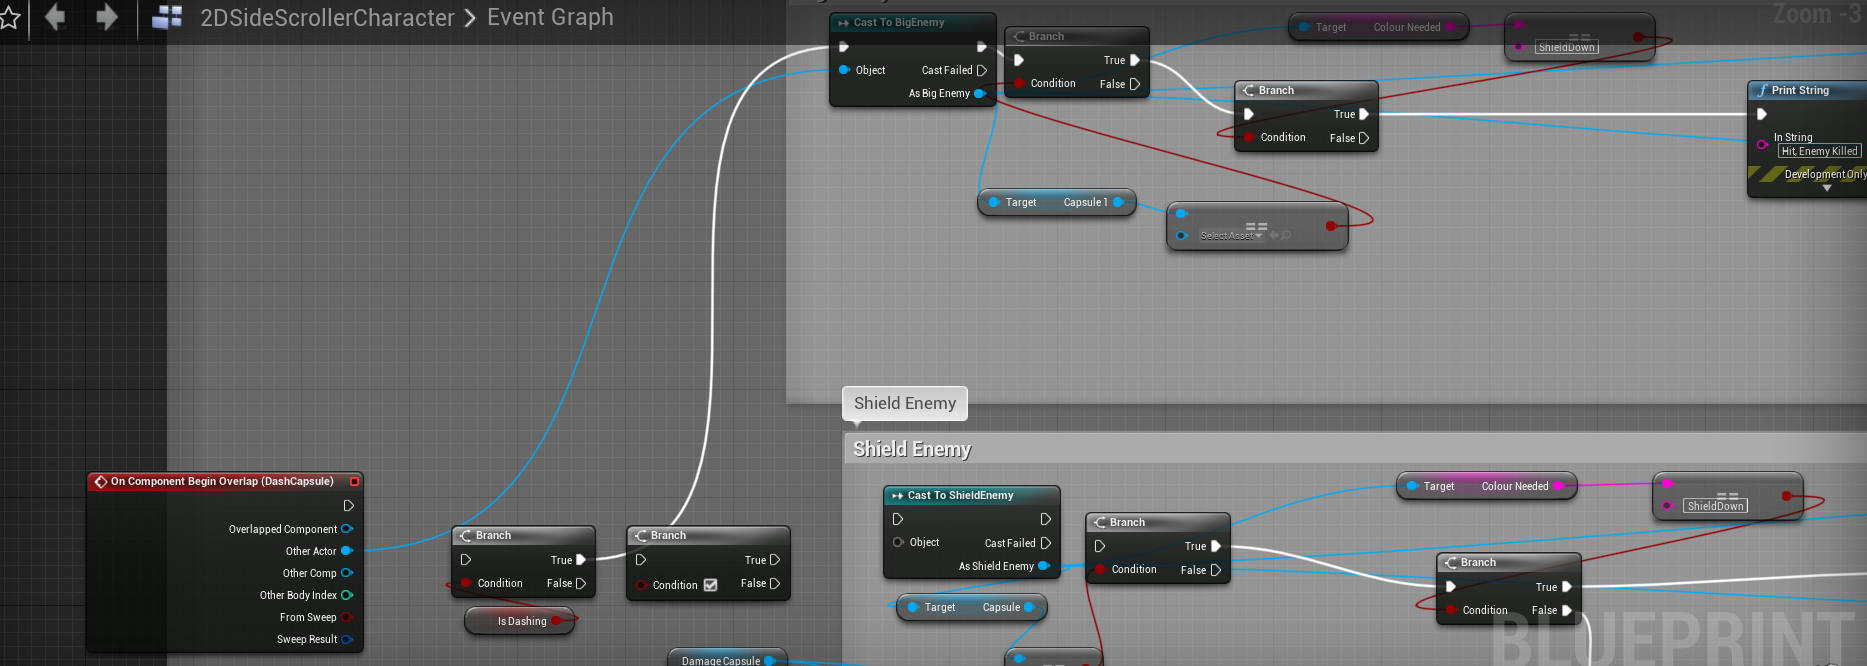 2DSideScrollerCharacter > Event Graph
Zoom -3
Cast To BigEnemy
Object
Cast Failed
As Big Enemy
Branch
True
Condition
False
Target
Colour Needed
==
ShieldDown
Branch
True
Condition
False
Print String
In String
Hit, Enemy Killed
Development Only
Target
Capsule 1
==
Select Asset
Shield Enemy
Shield Enemy
On Component Begin Overlap (DashCapsule)
Overlapped Component
Other Actor
Other Comp
Other Body Index
From Sweep
Sweep Result
Branch
True
Condition
False
Is Dashing
Branch
True
Condition
False
Damage Capsule
Cast To ShieldEnemy
Object
Cast Failed
As Shield Enemy
Target
Capsule
==
Branch
True
Condition
False
Target
Colour Needed
==
ShieldDown
Branch
True
Condition
False
BLUEPRINT